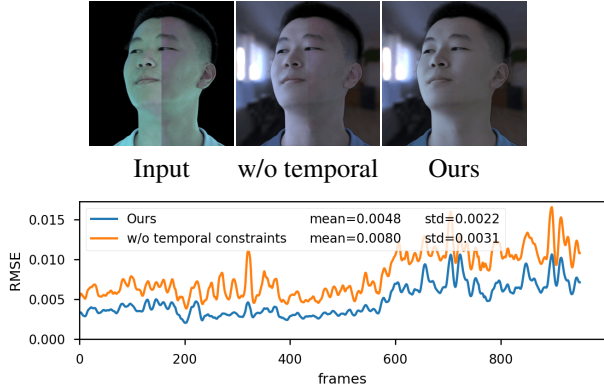 Input w/o temporal Ours
Ours mean=0.0048 std=0.0022
w/o temporal constraints mean=0.0080 std=0.0031
RMSE
0.015
0.010
0.005
0.000
0 200 400 600 800
frames